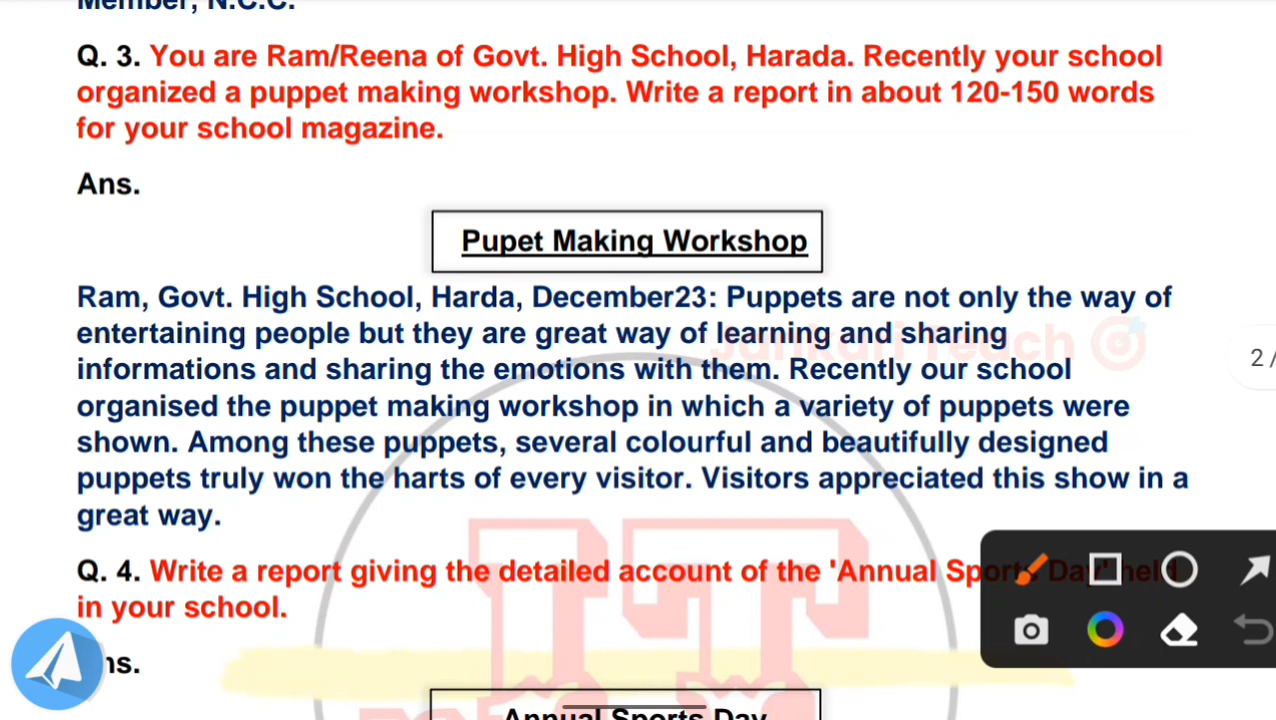 Member, N.C.C.
Q. 3. You are Ram/Reena of Govt. High School, Harada. Recently your school
organized a puppet making workshop. Write a report in about 120-150 words
for your school magazine.
Ans.
Pupet Making Workshop
Ram, Govt. High School, Harda, December23: Puppets are not only the way of
entertaining people but they are great way of learning and sharing
informations and sharing the emotions with them. Recently our school
organised the puppet making workshop in which a variety of puppets were
shown. Among these puppets, several colourful and beautifully designed
puppets truly won the harts of every visitor. Visitors appreciated this show in a
great way.
2 /
Q. 4. Write a report giving the detailed account of the 'Annual Sports Day' held
in your school.
ns.
Annual Sports Day
Jankari Teach
IT